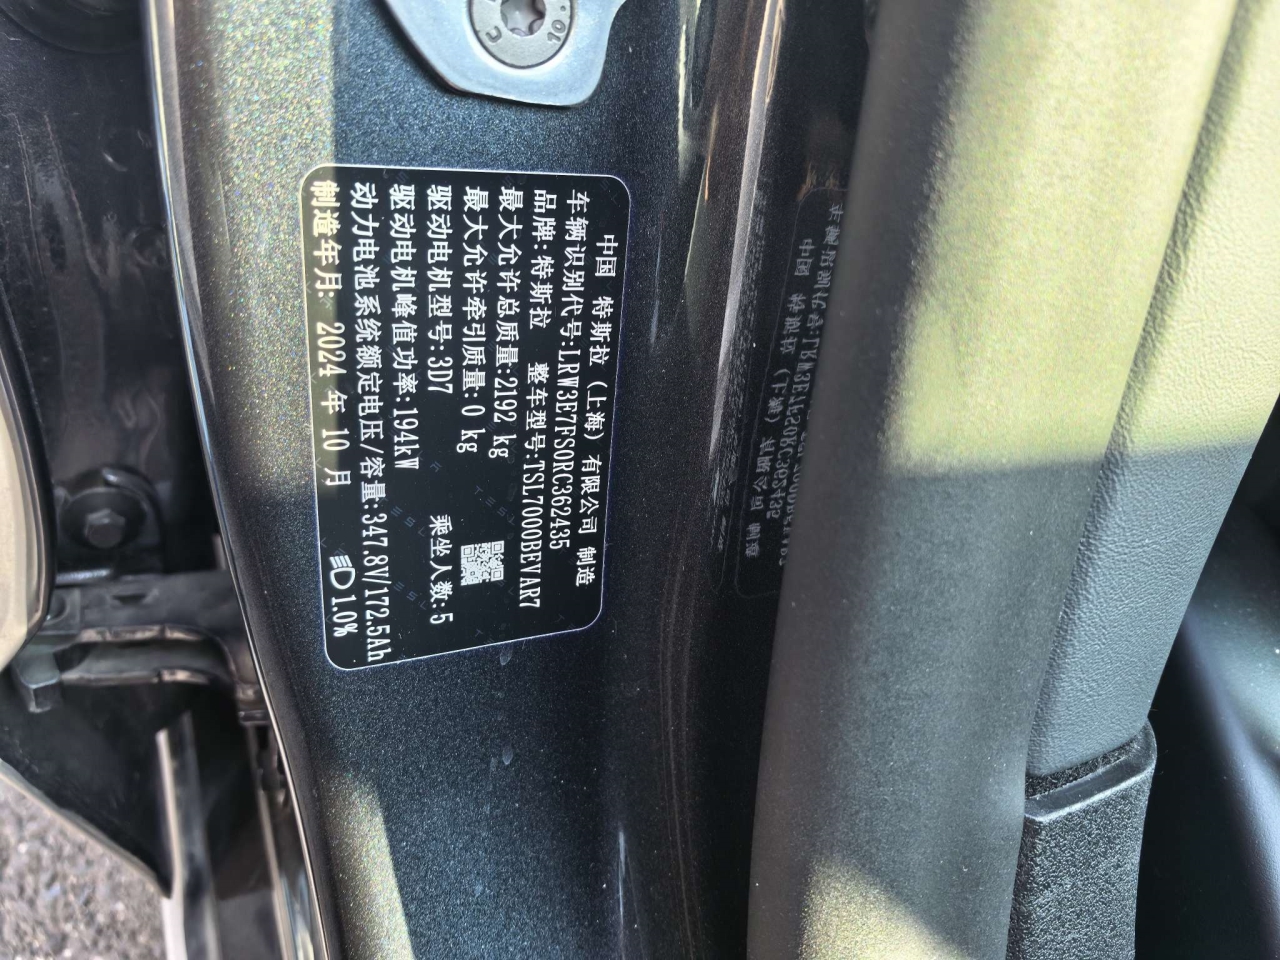 中国 特斯拉(上海)有限公司 制造
车辆识别代号:LRW3E7FS0RC362435
品牌:特斯拉 整车型号:TSL7000BEVAR7
最大允许总质量:2192 kg
最大允许牵引质量:0 kg
驱动电机型号:3D7 乘坐人数:5
驱动电机峰值功率:194kW
动力电池系统额定电压/容量:347.8V/172.5Ah
制造年月: 2024 年 10 月 1.0%
10.